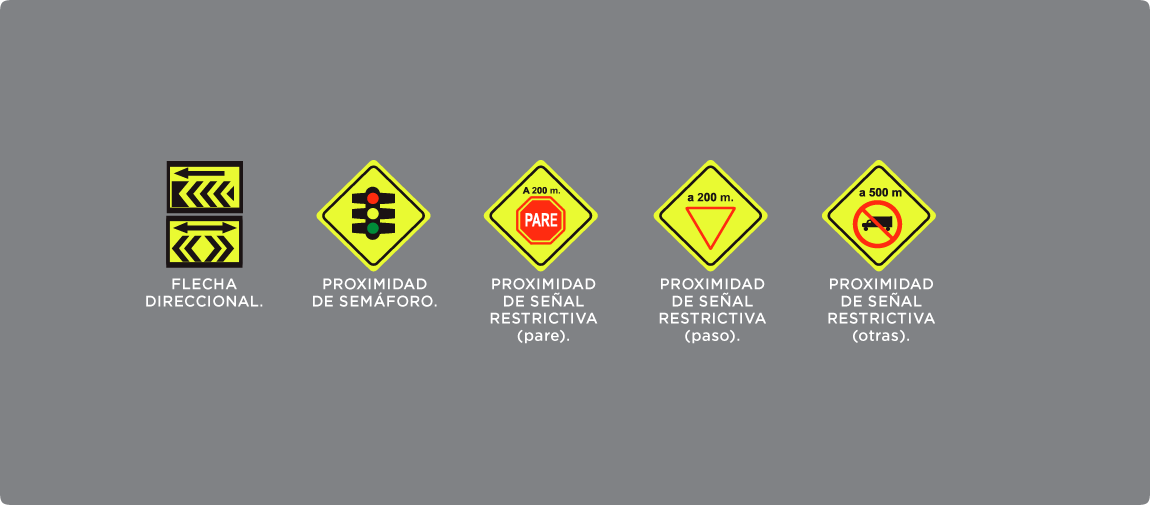 A 200 m.
PARE
a 200 m.
a 500 m
FLECHA
DIRECCIONAL.
PROXIMIDAD
DE SEMÁFORO.
PROXIMIDAD
DE SEÑAL
RESTRICTIVA
(pare).
PROXIMIDAD
DE SEÑAL
RESTRICTIVA
(paso).
PROXIMIDAD
DE SEÑAL
RESTRICTIVA
(otras).